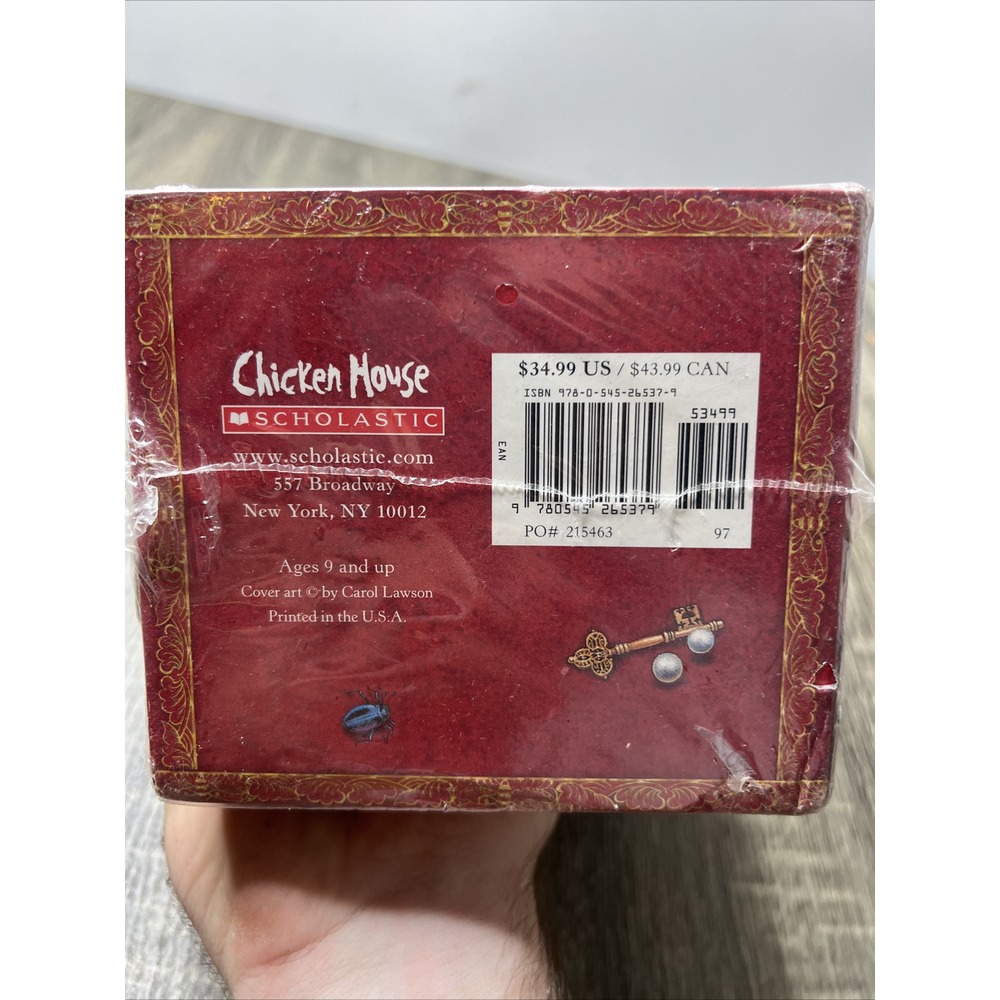 Chicken House
SCHOLASTIC
www.scholastic.com
557 Broadway
New York, NY 10012
Ages 9 and up
Cover art © by Carol Lawson
Printed in the U.S.A.
$34.99 US / $43.99 CAN
ISBN 978-0-545-26537-9
53499
EAN
9 780545 265379
PO# 215463 97